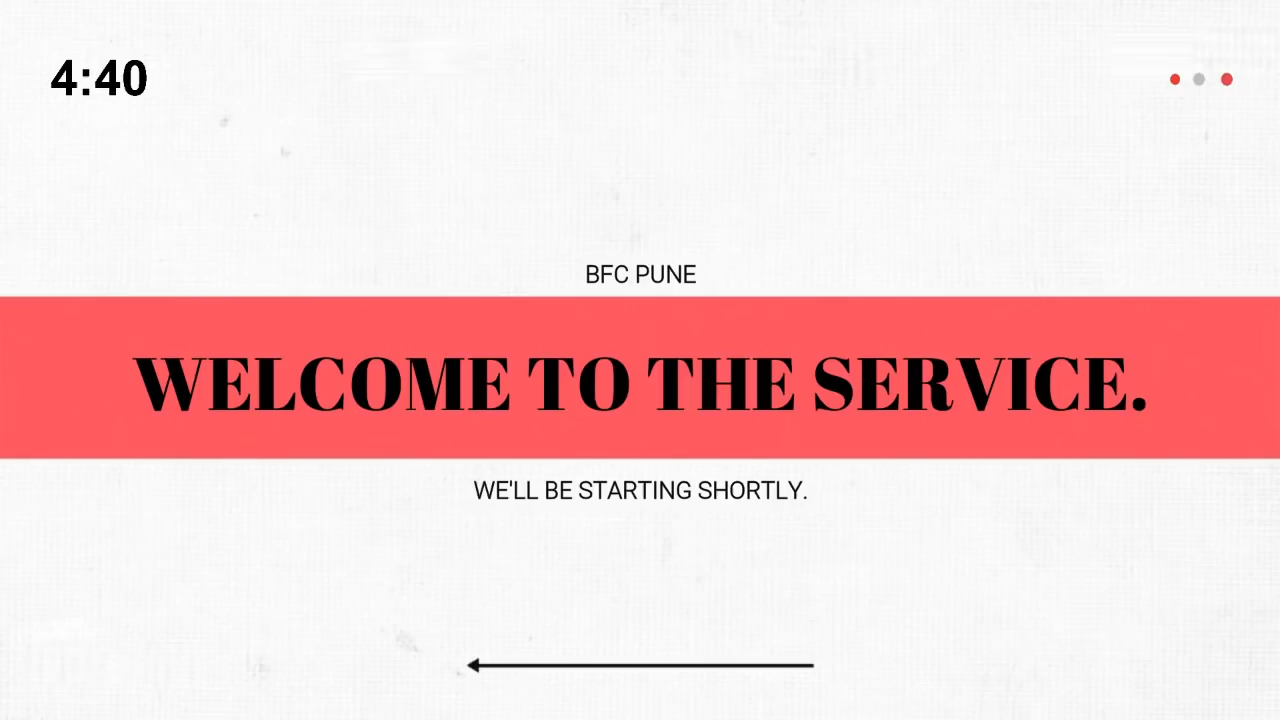 4:40
BFC PUNE
WELCOME TO THE SERVICE.
WE'LL BE STARTING SHORTLY.